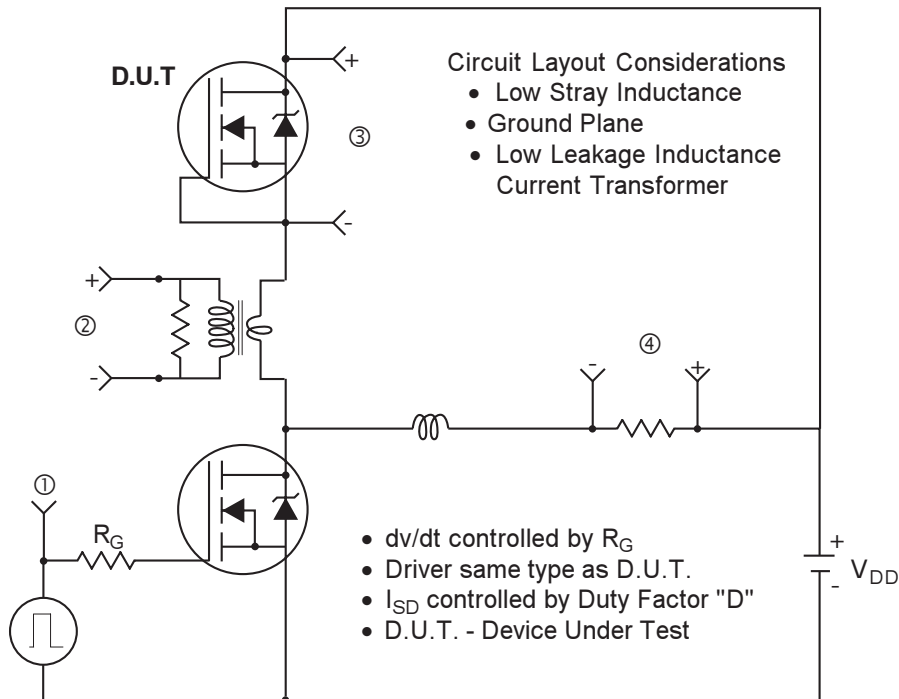 D.U.T
+
Circuit Layout Considerations
• Low Stray Inductance
• Ground Plane
• Low Leakage Inductance
Current Transformer
③
-
+
②
-
④
-
+
①
R_G
• dv/dt controlled by R_G
• Driver same type as D.U.T.
• I_SD controlled by Duty Factor "D"
• D.U.T. - Device Under Test
+
V_DD
-